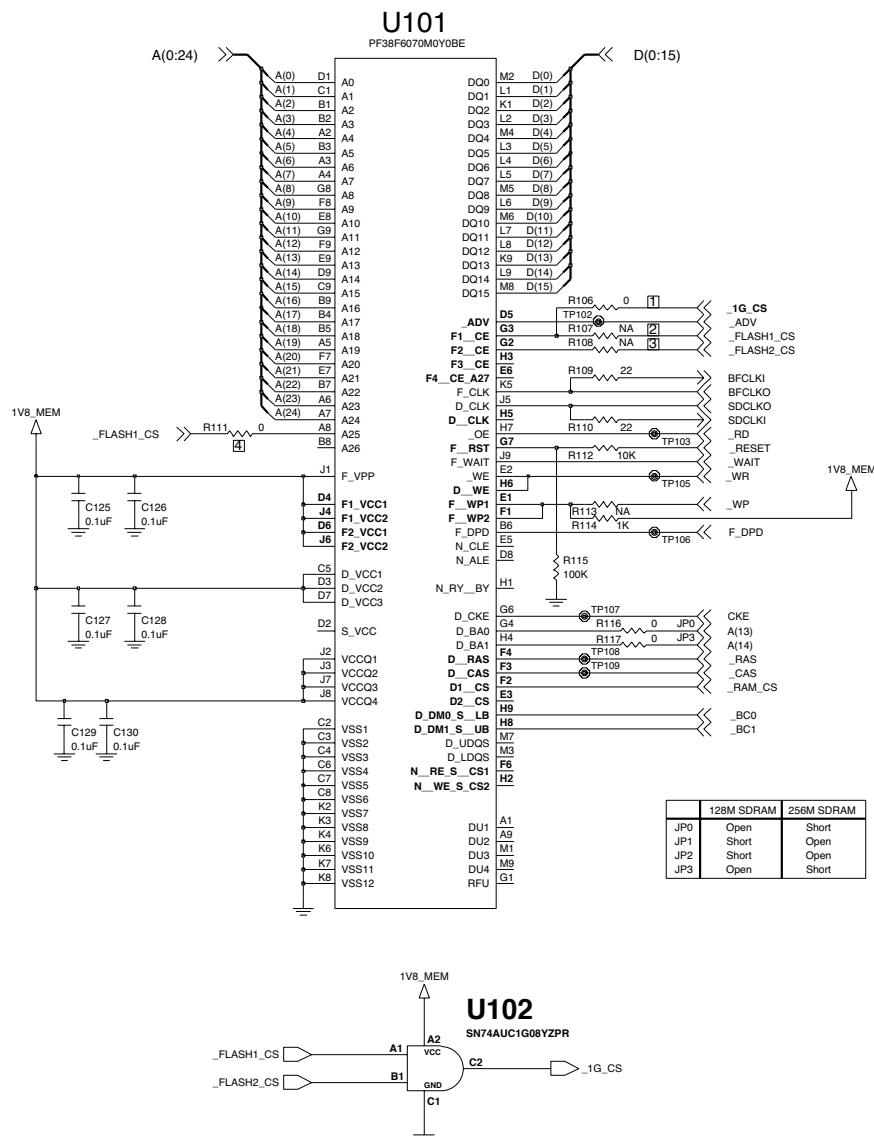 U101
PF38F6070M0Y0BE
A(0:24)
D(0:15)
A(0) D1 A0
A(1) C1 A1
A(2) B1 A2
A(3) B2 A3
A(4) A2 A4
A(5) B3 A5
A(6) A3 A6
A(7) A4 A7
A(8) G8 A8
A(9) F8 A9
A(10) E8 A10
A(11) G9 A11
A(12) F9 A12
A(13) E9 A13
A(14) D9 A14
A(15) C9 A15
A(16) B9 A16
A(17) B4 A17
A(18) B5 A18
A(19) A5 A19
A(20) F7 A20
A(21) E7 A21
A(22) B7 A22
A(23) A6 A23
A(24) A7 A24
_FLASH1_CS R111 0 A8 A25
4
B8 A26
1V8_MEM
J1 F_VPP
D4 F1_VCC1
J4 F1_VCC2
D6 F2_VCC1
J6 F2_VCC2
C125 0.1uF
C126 0.1uF
C5 D_VCC1
D3 D_VCC2
D7 D_VCC3
C127 0.1uF
C128 0.1uF
D2 S_VCC
J2 VCCQ1
J3 VCCQ2
J7 VCCQ3
J8 VCCQ4
C129 0.1uF
C130 0.1uF
C2 VSS1
C3 VSS2
C4 VSS3
C6 VSS4
C7 VSS5
C8 VSS6
K2 VSS7
K3 VSS8
K4 VSS9
K6 VSS10
K7 VSS11
K8 VSS12
DQ0 M2 D(0)
DQ1 L1 D(1)
DQ2 K1 D(2)
DQ3 L2 D(3)
DQ4 M4 D(4)
DQ5 L3 D(5)
DQ6 L4 D(6)
DQ7 L5 D(7)
DQ8 M5 D(8)
DQ9 L6 D(9)
DQ10 M6 D(10)
DQ11 L7 D(11)
DQ12 L8 D(12)
DQ13 K9 D(13)
DQ14 L9 D(14)
DQ15 M8 D(15)
R106 0 1 _1G_CS
_ADV D5 TP102 _ADV
F1__CE G3 R107 NA 2 _FLASH1_CS
F2__CE G2 R108 NA 3 _FLASH2_CS
F3__CE H3
F4__CE_A27 E6 R109 22 BFCLKI
F_CLK K5 BFCLKO
D_CLK J5 SDCLKO
D__CLK H5 SDCLKI
_OE H7 R110 22 TP103 _RD
F__RST G7 _RESET
F_WAIT J9 R112 10K _WAIT
_WE E2 TP105 _WR
D__WE H6
F__WP1 E1 _WP
F__WP2 F1 R113 NA
1V8_MEM
F_DPD B6 R114 1K TP106 F_DPD
N_CLE E5
N_ALE D8
R115 100K
N_RY__BY H1
D_CKE G6 TP107 CKE
D_BA0 G4 R116 0 JP0 A(13)
D_BA1 H4 R117 0 JP3 A(14)
D__RAS F4 TP108 _RAS
D__CAS F3 TP109 _CAS
D1__CS F2 _RAM_CS
D2__CS E3
D_DM0_S__LB H9 _BC0
D_DM1_S__UB H8 _BC1
D_UDQS M7
D_LDQS M3
N__RE_S__CS1 F6
N__WE_S_CS2 H2
DU1 A1
DU2 A9
DU3 M1
DU4 M9
RFU G1
128M SDRAM 256M SDRAM
JP0 Open Short
JP1 Short Open
JP2 Short Open
JP3 Open Short
1V8_MEM
U102
SN74AUC1G08YZPR
A2
VCC
_FLASH1_CS A1
C2 _1G_CS
_FLASH2_CS B1
GND
C1